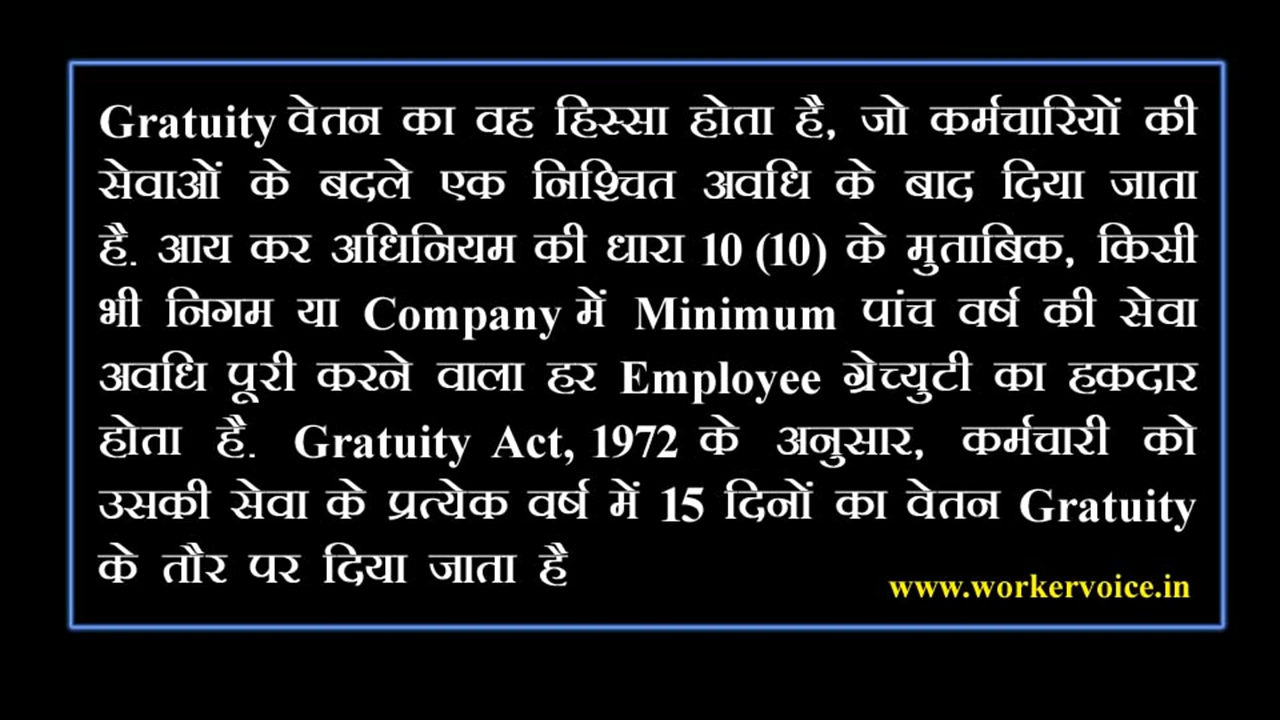 Gratuity वेतन का वह हिस्सा होता है, जो कर्मचारियों की
सेवाओं के बदले एक निश्चित अवधि के बाद दिया जाता
है. आय कर अधिनियम की धारा 10 (10) के मुताबिक, किसी
भी निगम या Company में Minimum पांच वर्ष की सेवा
अवधि पूरी करने वाला हर Employee ग्रेच्युटी का हकदार
होता है. Gratuity Act, 1972 के अनुसार, कर्मचारी को
उसकी सेवा के प्रत्येक वर्ष में 15 दिनों का वेतन Gratuity
के तौर पर दिया जाता है
www.workervoice.in